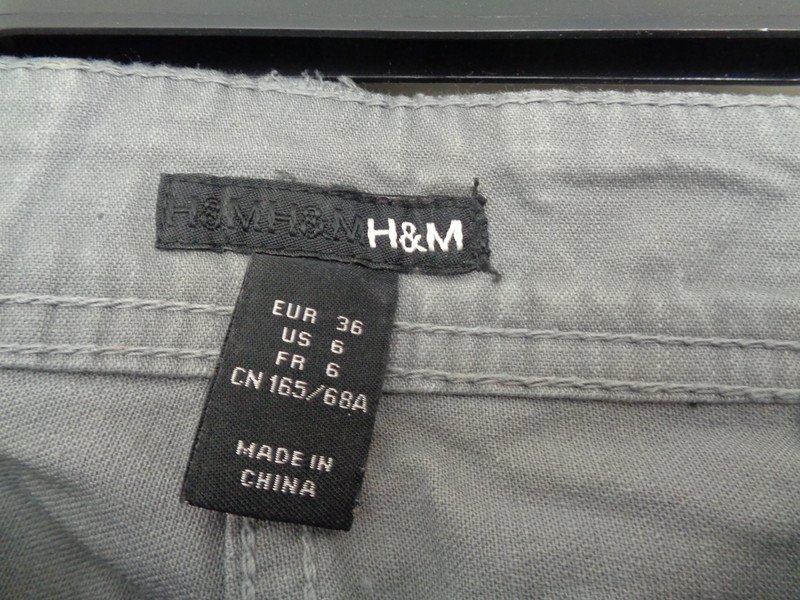 H&M H&M H&M
EUR 36
US 6
FR 6
CN 165/68A
MADE IN
CHINA